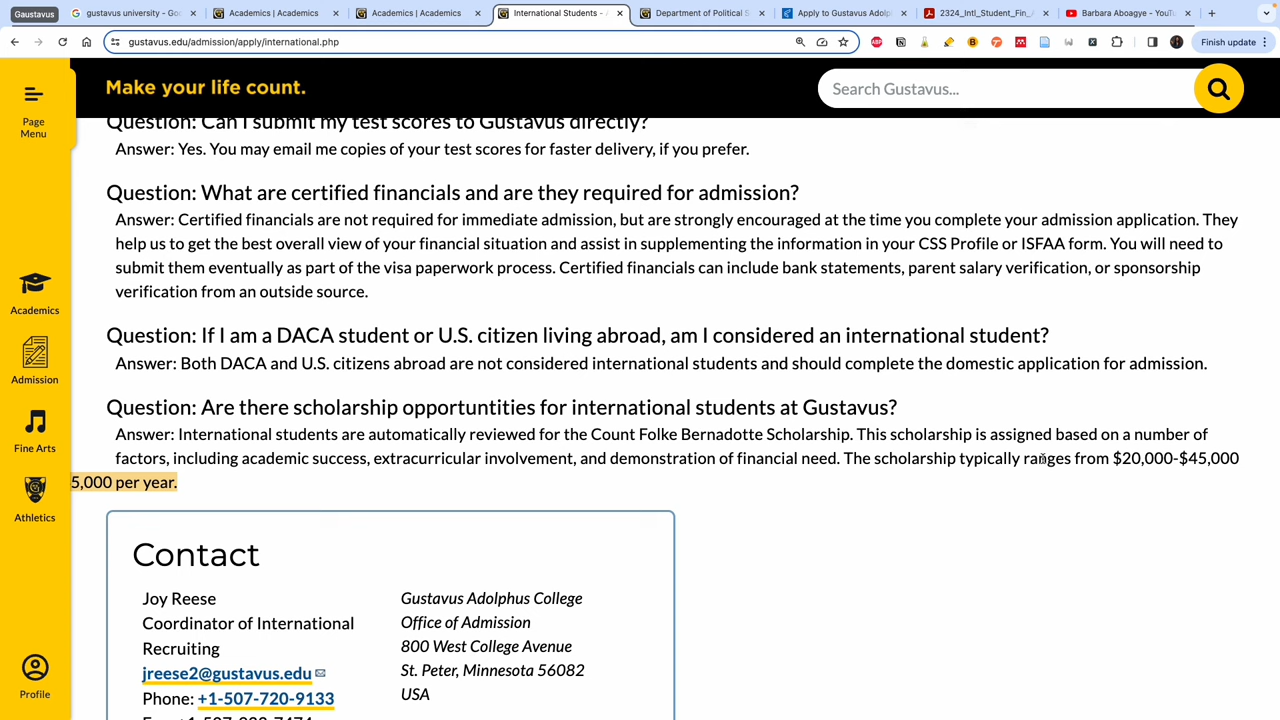 Gaustavus
gustavus university - Go
Academics | Academics
Academics | Academics
International Students - A
Department of Political S
Apply to Gustavus Adolp
2324_Intl_Student_Fin_A
Barbara Aboagye - YouTu
gustavus.edu/admission/apply/international.php
Finish update
Make your life count.
Search Gustavus...
Page
Menu
Academics
Admission
Fine Arts
Athletics
Profile
Question: Can I submit my test scores to Gustavus directly?
Answer: Yes. You may email me copies of your test scores for faster delivery, if you prefer.
Question: What are certified financials and are they required for admission?
Answer: Certified financials are not required for immediate admission, but are strongly encouraged at the time you complete your admission application. They
help us to get the best overall view of your financial situation and assist in supplementing the information in your CSS Profile or ISFAA form. You will need to
submit them eventually as part of the visa paperwork process. Certified financials can include bank statements, parent salary verification, or sponsorship
verification from an outside source.
Question: If I am a DACA student or U.S. citizen living abroad, am I considered an international student?
Answer: Both DACA and U.S. citizens abroad are not considered international students and should complete the domestic application for admission.
Question: Are there scholarship opportunties for international students at Gustavus?
Answer: International students are automatically reviewed for the Count Folke Bernadotte Scholarship. This scholarship is assigned based on a number of
factors, including academic success, extracurricular involvement, and demonstration of financial need. The scholarship typically ranges from $20,000-$45,000
5,000 per year.
Contact
Joy Reese
Coordinator of International
Recruiting
jreese2@gustavus.edu
Phone: +1-507-720-9133
Gustavus Adolphus College
Office of Admission
800 West College Avenue
St. Peter, Minnesota 56082
USA